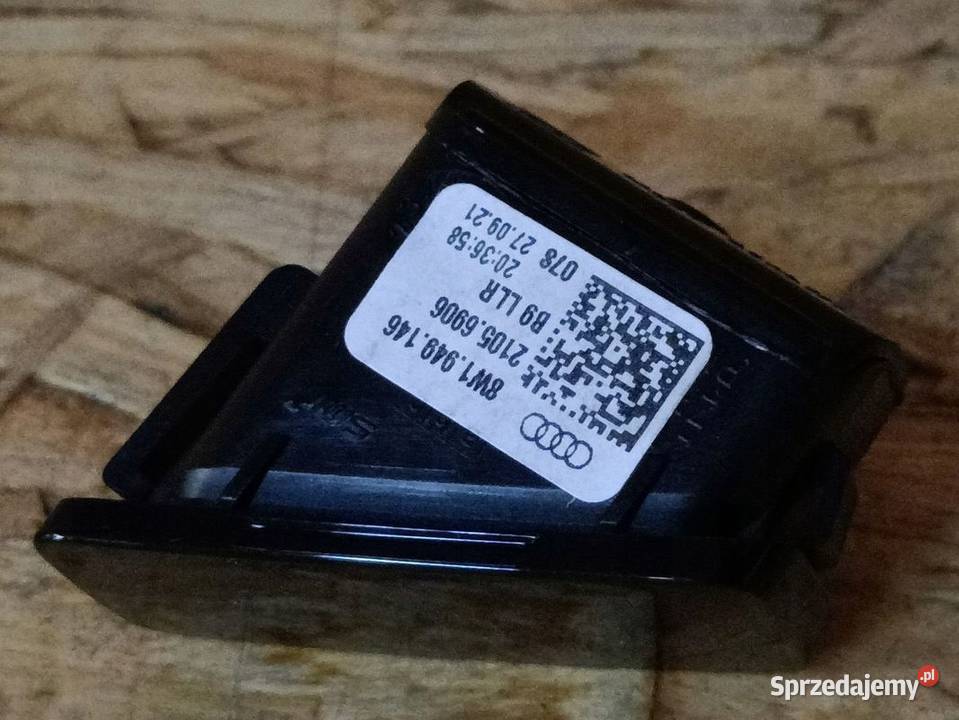 8W1.949.146
2105.6906
B9 LLR
20:36:58
078 27.09.21
Sprzedajemy.pl